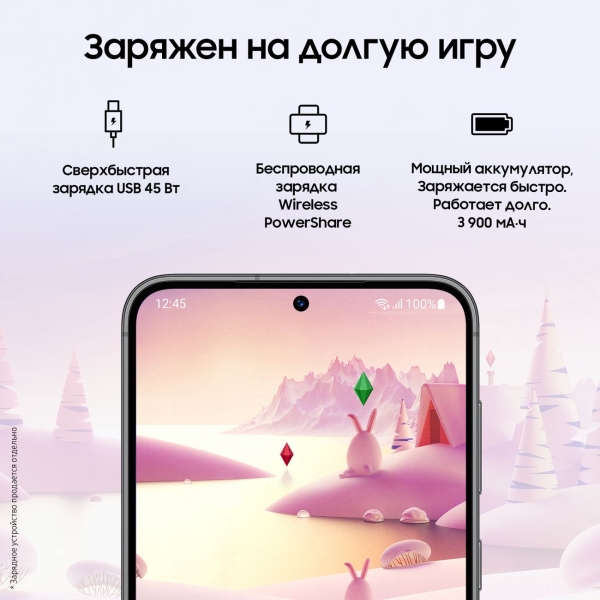 Заряжен на долгую игру
Сверхбыстрая
зарядка USB 45 Вт
Беспроводная
зарядка
Wireless
PowerShare
Мощный аккумулятор,
Заряжается быстро.
Работает долго.
3 900 мА·ч
12:45
100%
* Зарядное устройство продается отдельно